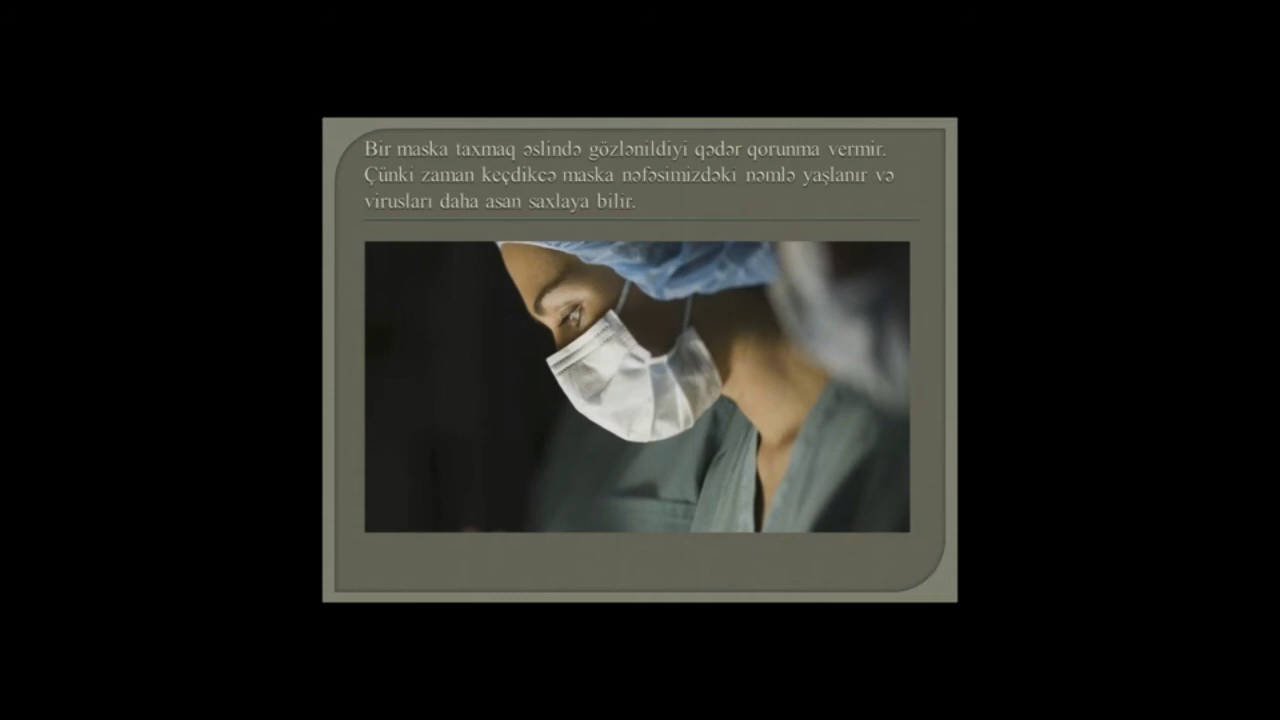 Bir maska taxmaq əslində gözlənildiyi qədər qorunma vermir.
Çünki zaman keçdikcə maska nəfəsimizdəki nəmlə yaşlanır və
virusları daha asan saxlaya bilir.